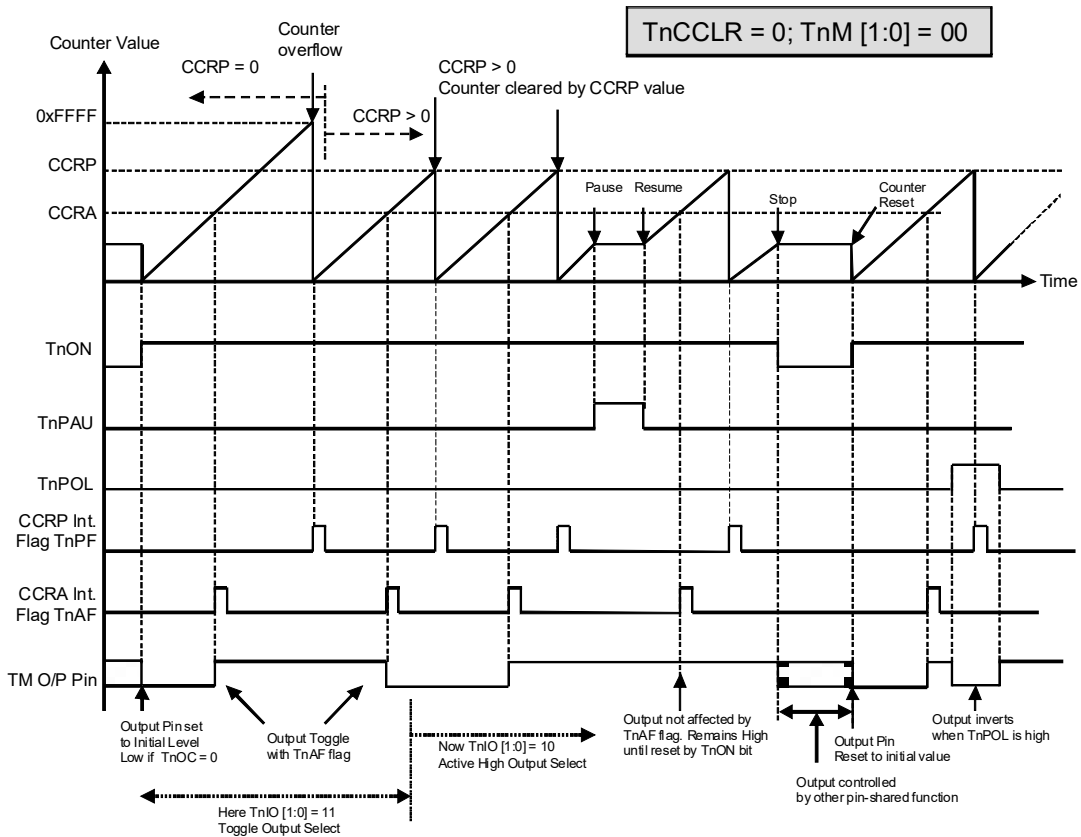 TnCCLR = 0; TnM [1:0] = 00
Counter Value
Counter
overflow
CCRP = 0
CCRP > 0
CCRP > 0
Counter cleared by CCRP value
0xFFFF
CCRP
CCRA
Pause
Resume
Stop
Counter
Reset
Time
TnON
TnPAU
TnPOL
CCRP Int.
Flag TnPF
CCRA Int.
Flag TnAF
TM O/P Pin
Output Pin set
to Initial Level
Low if TnOC = 0
Output Toggle
with TnAF flag
Now TnIO [1:0] = 10
Active High Output Select
Output not affected by
TnAF flag. Remains High
until reset by TnON bit
Output Pin
Reset to initial value
Output inverts
when TnPOL is high
Output controlled
by other pin-shared function
Here TnIO [1:0] = 11
Toggle Output Select